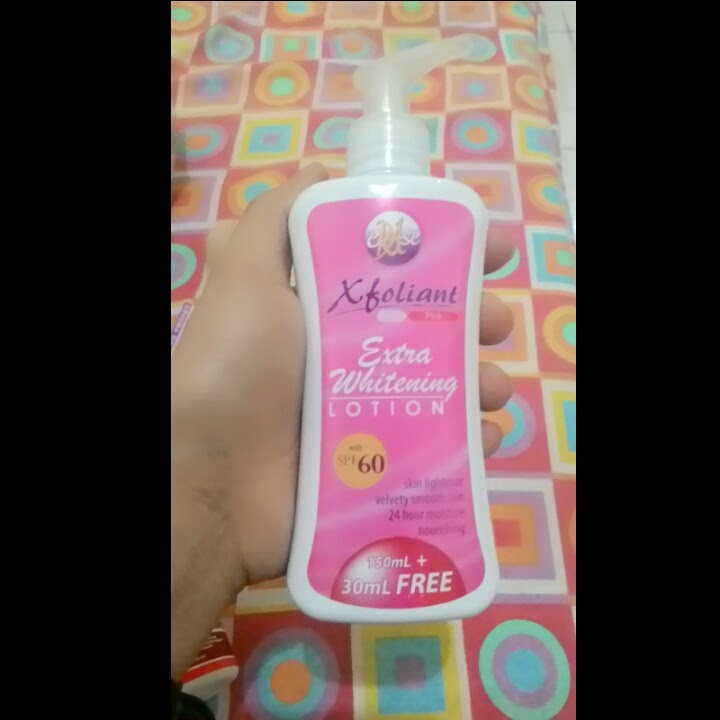 Xfoliant
Pink
Extra
Whitening
LOTION
with
SPF60
skin lightener
velvety smooth skin
24 hour moisture
nourishing
150mL +
30mL FREE